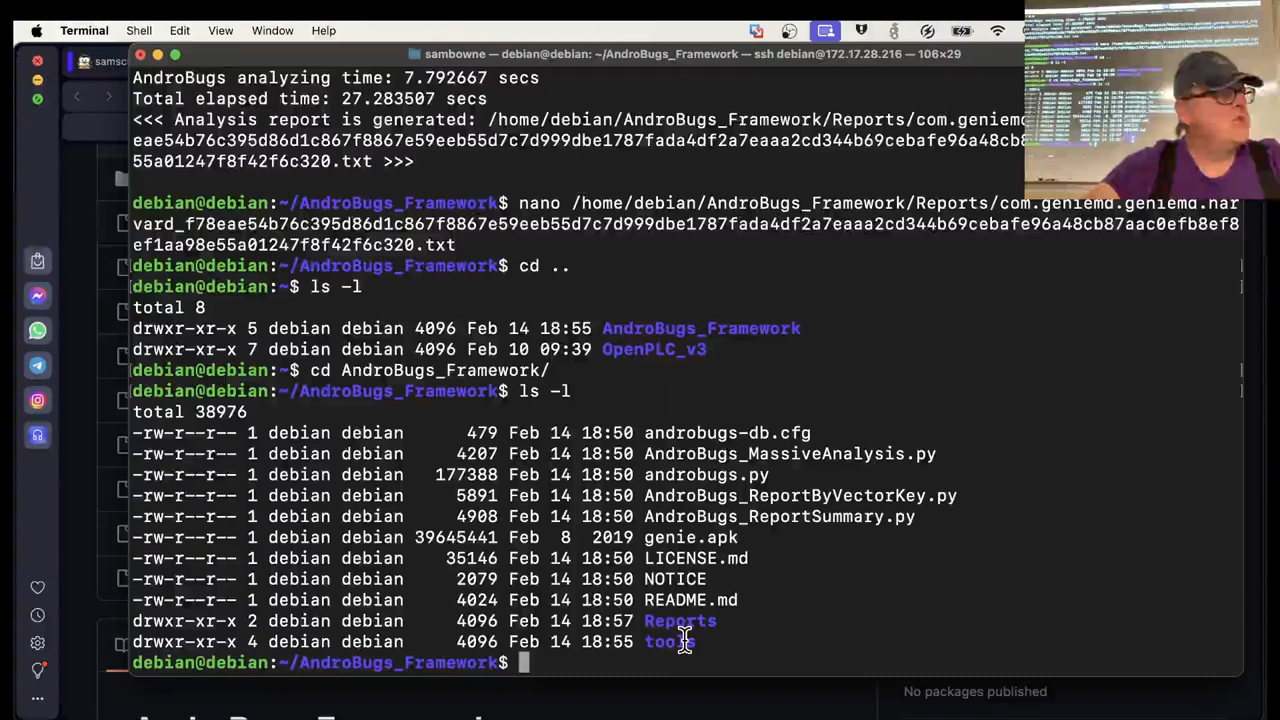 Terminal Shell Edit View Window Help
samsc
debian@debian: ~/AndroBugs_Framework — ssh debian@172.17.28.216 — 106×29
AndroBugs analyzing time: 7.792667 secs
Total elapsed time: secs
<<< Analysis report is : /home/debian/AndroBugs_Framework/Reports/com.genie
ea54b76c395d86d1c867f8867e59eeb55d7c7d999dbe1787fada4df2a7eaaa2cd344b69cebafe96a48cb
55a01247f8f42f6c320.txt >>>
debian@debian:~/AndroBugs_Framework$ nano /home/debian/AndroBugs_Framework/Reports/com.geniemd.geniemd.har
vard_f78eae54b76c395d86d1c867f8867e59eeb55d7c7d999dbe1787fada4df2a7eaaa2cd344b69cebafe96a48cb87aac0efb8ef8
ef1aa98e55a01247f8f42f6c320.txt
debian@debian:~/AndroBugs_Framework$ cd ..
debian@debian:~$ ls -l
total 8
drwxr-xr-x 5 debian debian 4096 Feb 14 18:55 AndroBugs_Framework
drwxr-xr-x 7 debian debian 4096 Feb 10 09:39 OpenPLC_v3
debian@debian:~$ cd AndroBugs_Framework/
debian@debian:~/AndroBugs_Framework$ ls -l
total 38976
-rw-r--r-- 1 debian debian 479 Feb 14 18:50 androbugs-db.cfg
-rw-r--r-- 1 debian debian 4207 Feb 14 18:50 AndroBugs_MassiveAnalysis.py
-rw-r--r-- 1 debian debian 177388 Feb 14 18:50 androbugs.py
-rw-r--r-- 1 debian debian 5891 Feb 14 18:50 AndroBugs_ReportByVectorKey.py
-rw-r--r-- 1 debian debian 4908 Feb 14 18:50 AndroBugs_ReportSummary.py
-rw-r--r-- 1 debian debian 39645441 Feb 8 2019 genie.apk
-rw-r--r-- 1 debian debian 35146 Feb 14 18:50 LICENSE.md
-rw-r--r-- 1 debian debian 2079 Feb 14 18:50 NOTICE
-rw-r--r-- 1 debian debian 4024 Feb 14 18:50 README.md
drwxr-xr-x 2 debian debian 4096 Feb 14 18:57 Reports
drwxr-xr-x 4 debian debian 4096 Feb 14 18:55 tools
debian@debian:~/AndroBugs_Framework$
No packages published